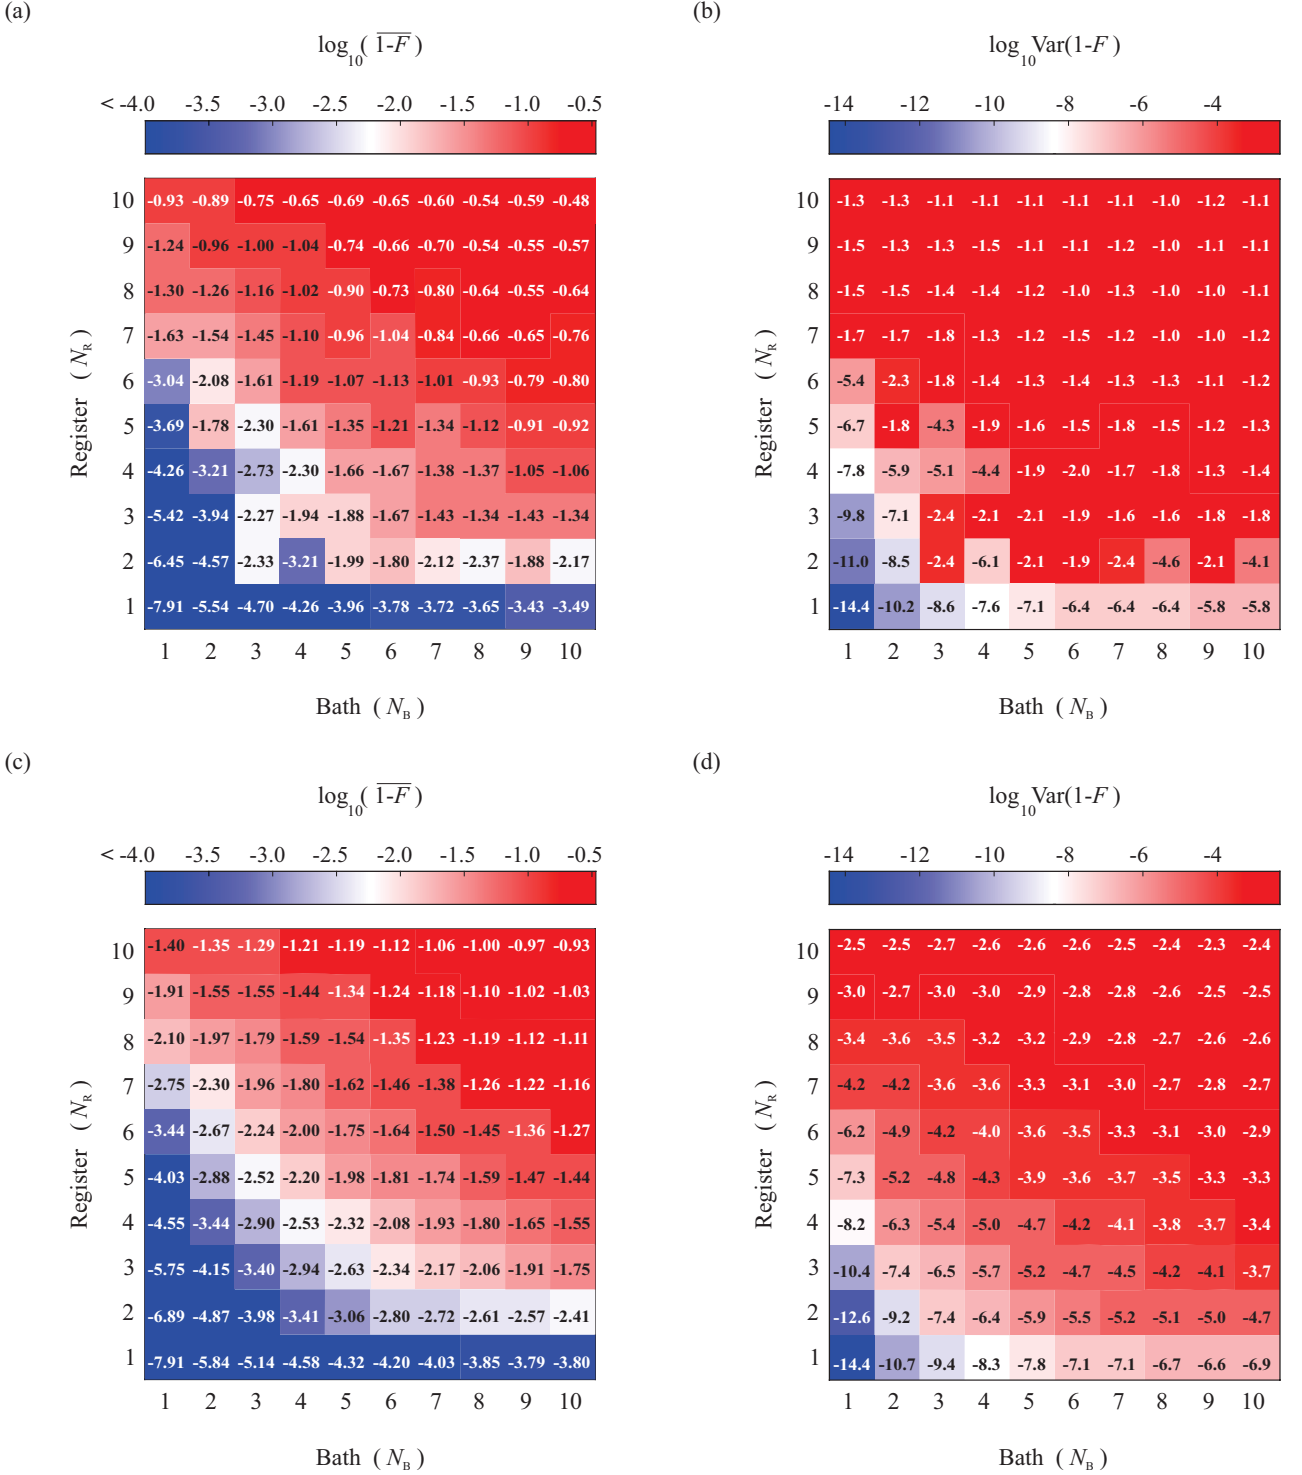 (a)
(b)
log10( 1-F )
log10Var(1-F )
< -4.0 -3.5 -3.0 -2.5 -2.0 -1.5 -1.0 -0.5
-14 -12 -10 -8 -6 -4
10 -0.93 -0.89 -0.75 -0.65 -0.69 -0.65 -0.60 -0.54 -0.59 -0.48
9 -1.24 -0.96 -1.00 -1.04 -0.74 -0.66 -0.70 -0.54 -0.55 -0.57
8 -1.30 -1.26 -1.16 -1.02 -0.90 -0.73 -0.80 -0.64 -0.55 -0.64
7 -1.63 -1.54 -1.45 -1.10 -0.96 -1.04 -0.84 -0.66 -0.65 -0.76
6 -3.04 -2.08 -1.61 -1.19 -1.07 -1.13 -1.01 -0.93 -0.79 -0.80
5 -3.69 -1.78 -2.30 -1.61 -1.35 -1.21 -1.34 -1.12 -0.91 -0.92
4 -4.26 -3.21 -2.73 -2.30 -1.66 -1.67 -1.38 -1.37 -1.05 -1.06
3 -5.42 -3.94 -2.27 -1.94 -1.88 -1.67 -1.43 -1.34 -1.43 -1.34
2 -6.45 -4.57 -2.33 -3.21 -1.99 -1.80 -2.12 -2.37 -1.88 -2.17
1 -7.91 -5.54 -4.70 -4.26 -3.96 -3.78 -3.72 -3.65 -3.43 -3.49
1 2 3 4 5 6 7 8 9 10
Register ( NR )
Bath ( NB )
10 -1.3 -1.3 -1.1 -1.1 -1.1 -1.1 -1.1 -1.0 -1.2 -1.1
9 -1.5 -1.3 -1.3 -1.5 -1.1 -1.1 -1.2 -1.0 -1.1 -1.1
8 -1.5 -1.5 -1.4 -1.4 -1.2 -1.0 -1.3 -1.0 -1.0 -1.1
7 -1.7 -1.7 -1.8 -1.3 -1.2 -1.5 -1.2 -1.0 -1.0 -1.2
6 -5.4 -2.3 -1.8 -1.4 -1.3 -1.4 -1.3 -1.3 -1.1 -1.2
5 -6.7 -1.8 -4.3 -1.9 -1.6 -1.5 -1.8 -1.5 -1.2 -1.3
4 -7.8 -5.9 -5.1 -4.4 -1.9 -2.0 -1.7 -1.8 -1.3 -1.4
3 -9.8 -7.1 -2.4 -2.1 -2.1 -1.9 -1.6 -1.6 -1.8 -1.8
2 -11.0 -8.5 -2.4 -6.1 -2.1 -1.9 -2.4 -4.6 -2.1 -4.1
1 -14.4 -10.2 -8.6 -7.6 -7.1 -6.4 -6.4 -6.4 -5.8 -5.8
1 2 3 4 5 6 7 8 9 10
Register ( NR )
Bath ( NB )
(c)
(d)
log10( 1-F )
log10Var(1-F )
< -4.0 -3.5 -3.0 -2.5 -2.0 -1.5 -1.0 -0.5
-14 -12 -10 -8 -6 -4
10 -1.40 -1.35 -1.29 -1.21 -1.19 -1.12 -1.06 -1.00 -0.97 -0.93
9 -1.91 -1.55 -1.55 -1.44 -1.34 -1.24 -1.18 -1.10 -1.02 -1.03
8 -2.10 -1.97 -1.79 -1.59 -1.54 -1.35 -1.23 -1.19 -1.12 -1.11
7 -2.75 -2.30 -1.96 -1.80 -1.62 -1.46 -1.38 -1.26 -1.22 -1.16
6 -3.44 -2.67 -2.24 -2.00 -1.75 -1.64 -1.50 -1.45 -1.36 -1.27
5 -4.03 -2.88 -2.52 -2.20 -1.98 -1.81 -1.74 -1.59 -1.47 -1.44
4 -4.55 -3.44 -2.90 -2.53 -2.32 -2.08 -1.93 -1.80 -1.65 -1.55
3 -5.75 -4.15 -3.40 -2.94 -2.63 -2.34 -2.17 -2.06 -1.91 -1.75
2 -6.89 -4.87 -3.98 -3.41 -3.06 -2.80 -2.72 -2.61 -2.57 -2.41
1 -7.91 -5.84 -5.14 -4.58 -4.32 -4.20 -4.03 -3.85 -3.79 -3.80
1 2 3 4 5 6 7 8 9 10
Register ( NR )
Bath ( NB )
10 -2.5 -2.5 -2.7 -2.6 -2.6 -2.6 -2.5 -2.4 -2.3 -2.4
9 -3.0 -2.7 -3.0 -3.0 -2.9 -2.8 -2.8 -2.6 -2.5 -2.5
8 -3.4 -3.6 -3.5 -3.2 -3.2 -2.9 -2.8 -2.7 -2.6 -2.6
7 -4.2 -4.2 -3.6 -3.6 -3.3 -3.1 -3.0 -2.7 -2.8 -2.7
6 -6.2 -4.9 -4.2 -4.0 -3.6 -3.5 -3.3 -3.1 -3.0 -2.9
5 -7.3 -5.2 -4.8 -4.3 -3.9 -3.6 -3.7 -3.5 -3.3 -3.3
4 -8.2 -6.3 -5.4 -5.0 -4.7 -4.2 -4.1 -3.8 -3.7 -3.4
3 -10.4 -7.4 -6.5 -5.7 -5.2 -4.7 -4.5 -4.2 -4.1 -3.7
2 -12.6 -9.2 -7.4 -6.4 -5.9 -5.5 -5.2 -5.1 -5.0 -4.7
1 -14.4 -10.7 -9.4 -8.3 -7.8 -7.1 -7.1 -6.7 -6.6 -6.9
1 2 3 4 5 6 7 8 9 10
Register ( NR )
Bath ( NB )